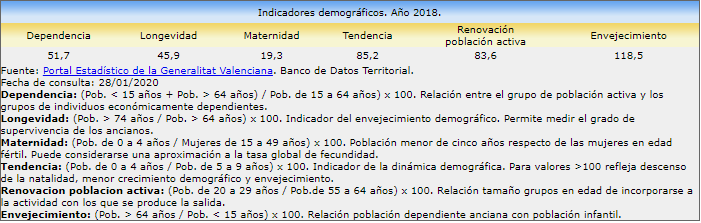 Indicadores demográficos. Año 2018.
Dependencia Longevidad Maternidad Tendencia Renovación población activa Envejecimiento
51,7 45,9 19,3 85,2 83,6 118,5
Fuente: Portal Estadístico de la Generalitat Valenciana. Banco de Datos Territorial.
Fecha de consulta: 28/01/2020
Dependencia: (Pob. < 15 años + Pob. > 64 años) / Pob. de 15 a 64 años) x 100. Relación entre el grupo de población activa y los
grupos de individuos económicamente dependientes.
Longevidad: (Pob. > 74 años / Pob. > 64 años) x 100. Indicador del envejecimiento demográfico. Permite medir el grado de
supervivencia de los ancianos.
Maternidad: (Pob. de 0 a 4 años / Mujeres de 15 a 49 años) x 100. Población menor de cinco años respecto de las mujeres en edad
fértil. Puede considerarse una aproximación a la tasa global de fecundidad.
Tendencia: (Pob. de 0 a 4 años / Pob. de 5 a 9 años) x 100. Indicador de la dinámica demográfica. Para valores >100 refleja descenso
de la natalidad, menor crecimiento demográfico y envejecimiento.
Renovacion poblacion activa: (Pob. de 20 a 29 años / Pob.de 55 a 64 años) x 100. Relación tamaño grupos en edad de incorporarse a
la actividad con los que se produce la salida.
Envejecimiento: (Pob. > 64 años / Pob. < 15 años) x 100. Relación población dependiente anciana con población infantil.